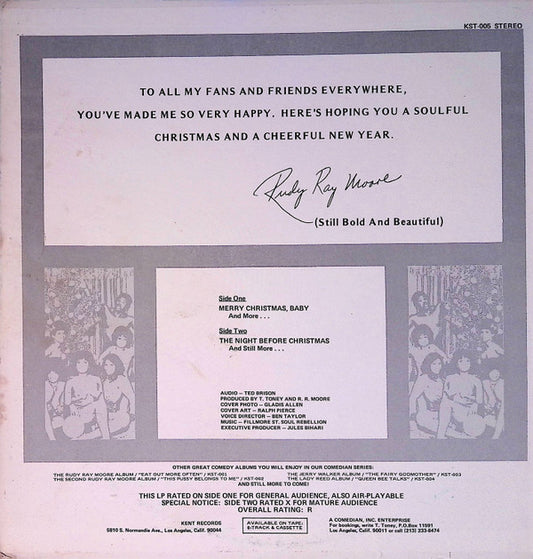 KST-005 STEREO
TO ALL MY FANS AND FRIENDS EVERYWHERE,
YOU'VE MADE ME SO VERY HAPPY. HERE'S HOPING YOU A SOULFUL
CHRISTMAS AND A CHEERFUL NEW YEAR.
Rudy Ray Moore
(Still Bold And Beautiful)
Side One
MERRY CHRISTMAS, BABY
And More . . .
Side Two
THE NIGHT BEFORE CHRISTMAS
And Still More . . .
AUDIO — TED BRISON
PRODUCED BY T. TONEY AND R. R. MOORE
COVER PHOTO — GLADIS ALLEN
COVER ART — RALPH PIERCE
VOICE DIRECTOR — BEN TAYLOR
MUSIC — FILLMORE ST. SOUL REBELLION
EXECUTIVE PRODUCER — JULES BIHARI
OTHER GREAT COMEDY ALBUMS YOU WILL ENJOY IN OUR COMEDIAN SERIES:
THE RUDY RAY MOORE ALBUM / "EAT OUT MORE OFTEN" / KST-001
THE JERRY WALKER ALBUM / "THE FAIRY GODMOTHER" / KST-003
THE SECOND RUDY RAY MOORE ALBUM / "THIS PUSSY BELONGS TO ME" / KST-002
THE LADY REED ALBUM / "QUEEN BEE TALKS" / KST-004
AND STILL MORE TO COME!
THIS LP RATED ON SIDE ONE FOR GENERAL AUDIENCE, ALSO AIR-PLAYABLE
SPECIAL NOTICE: SIDE TWO RATED X FOR MATURE AUDIENCE
OVERALL RATING: R
KENT RECORDS
5810 S. Normandie Ave., Los Angeles, Calif. 90044
AVAILABLE ON TAPE:
8-TRACK & CASSETTE
A COMEDIAN, INC. ENTERPRISE
For bookings, write T. Toney, P.O.Box 11591
Los Angeles, Calif. 90011 or call (213) 233-6474